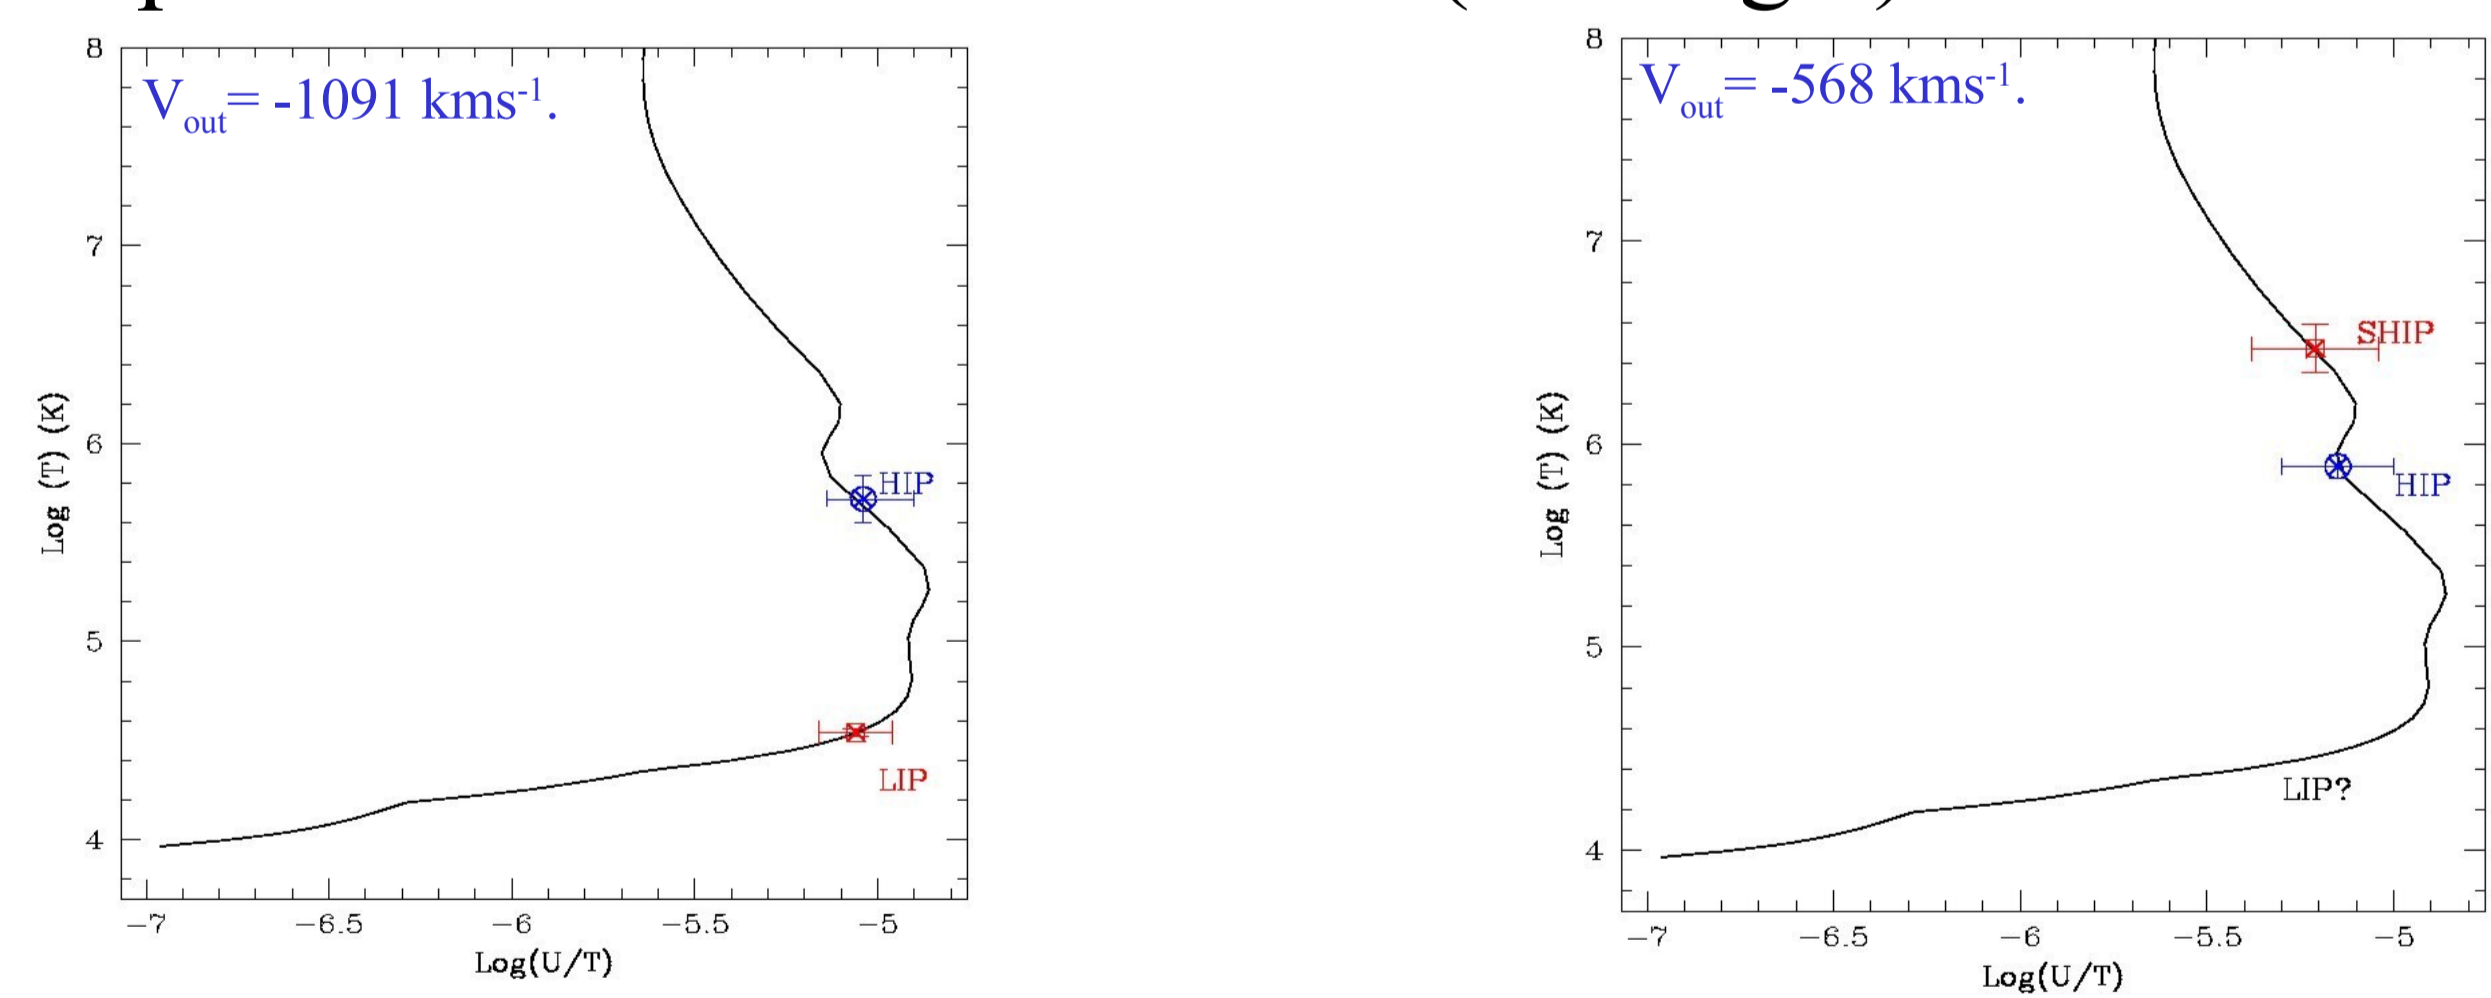 V_out = -1091 kms⁻¹.
8
7
6
5
4
Log (T) (K)
HIP
LIP
−7 −6.5 −6 −5.5 −5
Log(U/T)
V_out = -568 kms⁻¹.
8
7
6
5
4
Log (T) (K)
SHIP
HIP
LIP?
−7 −6.5 −6 −5.5 −5
Log(U/T)